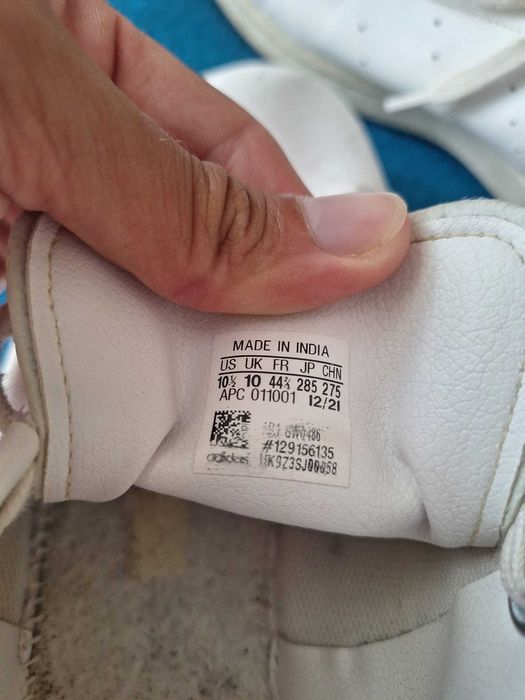 MADE IN INDIA
US UK FR JP CHN
10½ 10 44⅔ 285 275
APC 011001 12/21
#129156135
adidas